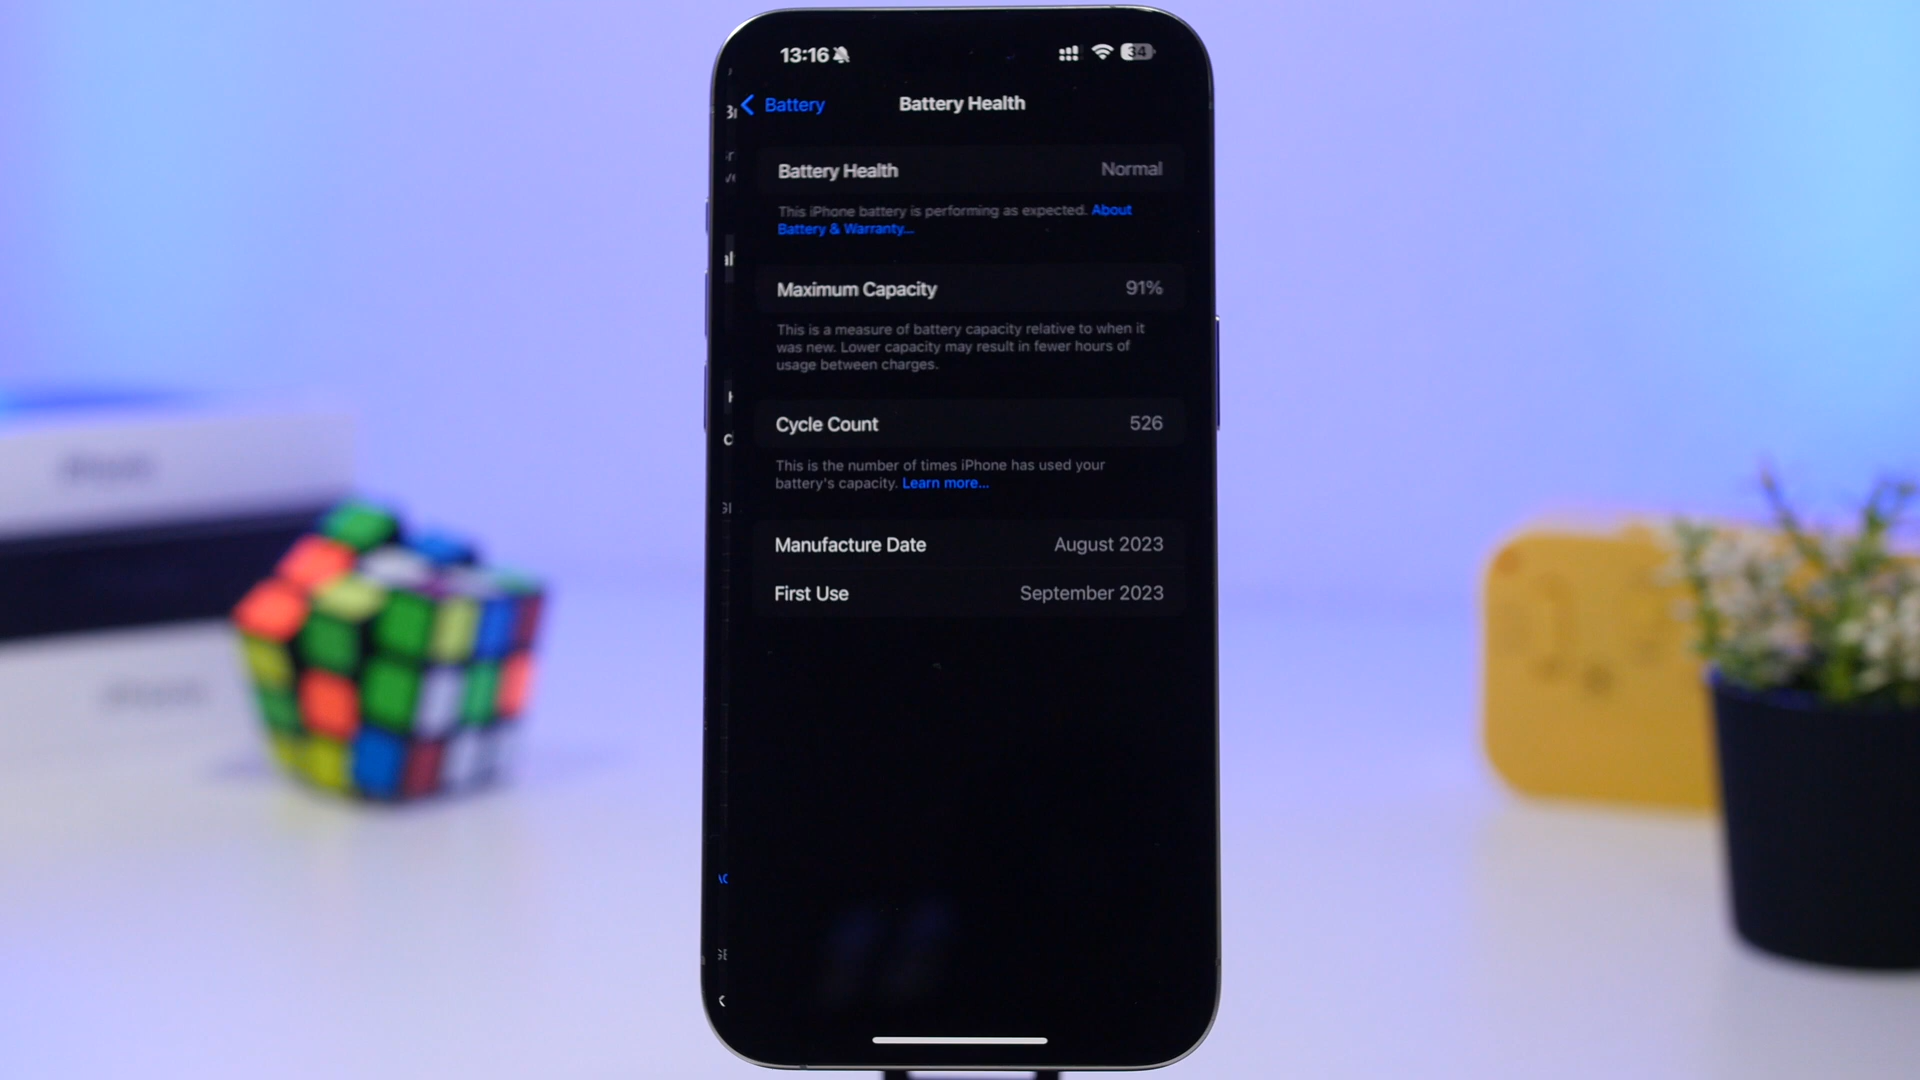 13:16
34
Battery
Battery Health
Battery Health Normal
This iPhone battery is performing as expected. About
Battery & Warranty...
Maximum Capacity 91%
This is a measure of battery capacity relative to when it
was new. Lower capacity may result in fewer hours of
usage between charges.
Cycle Count 526
This is the number of times iPhone has used your
battery's capacity. Learn more...
Manufacture Date August 2023
First Use September 2023